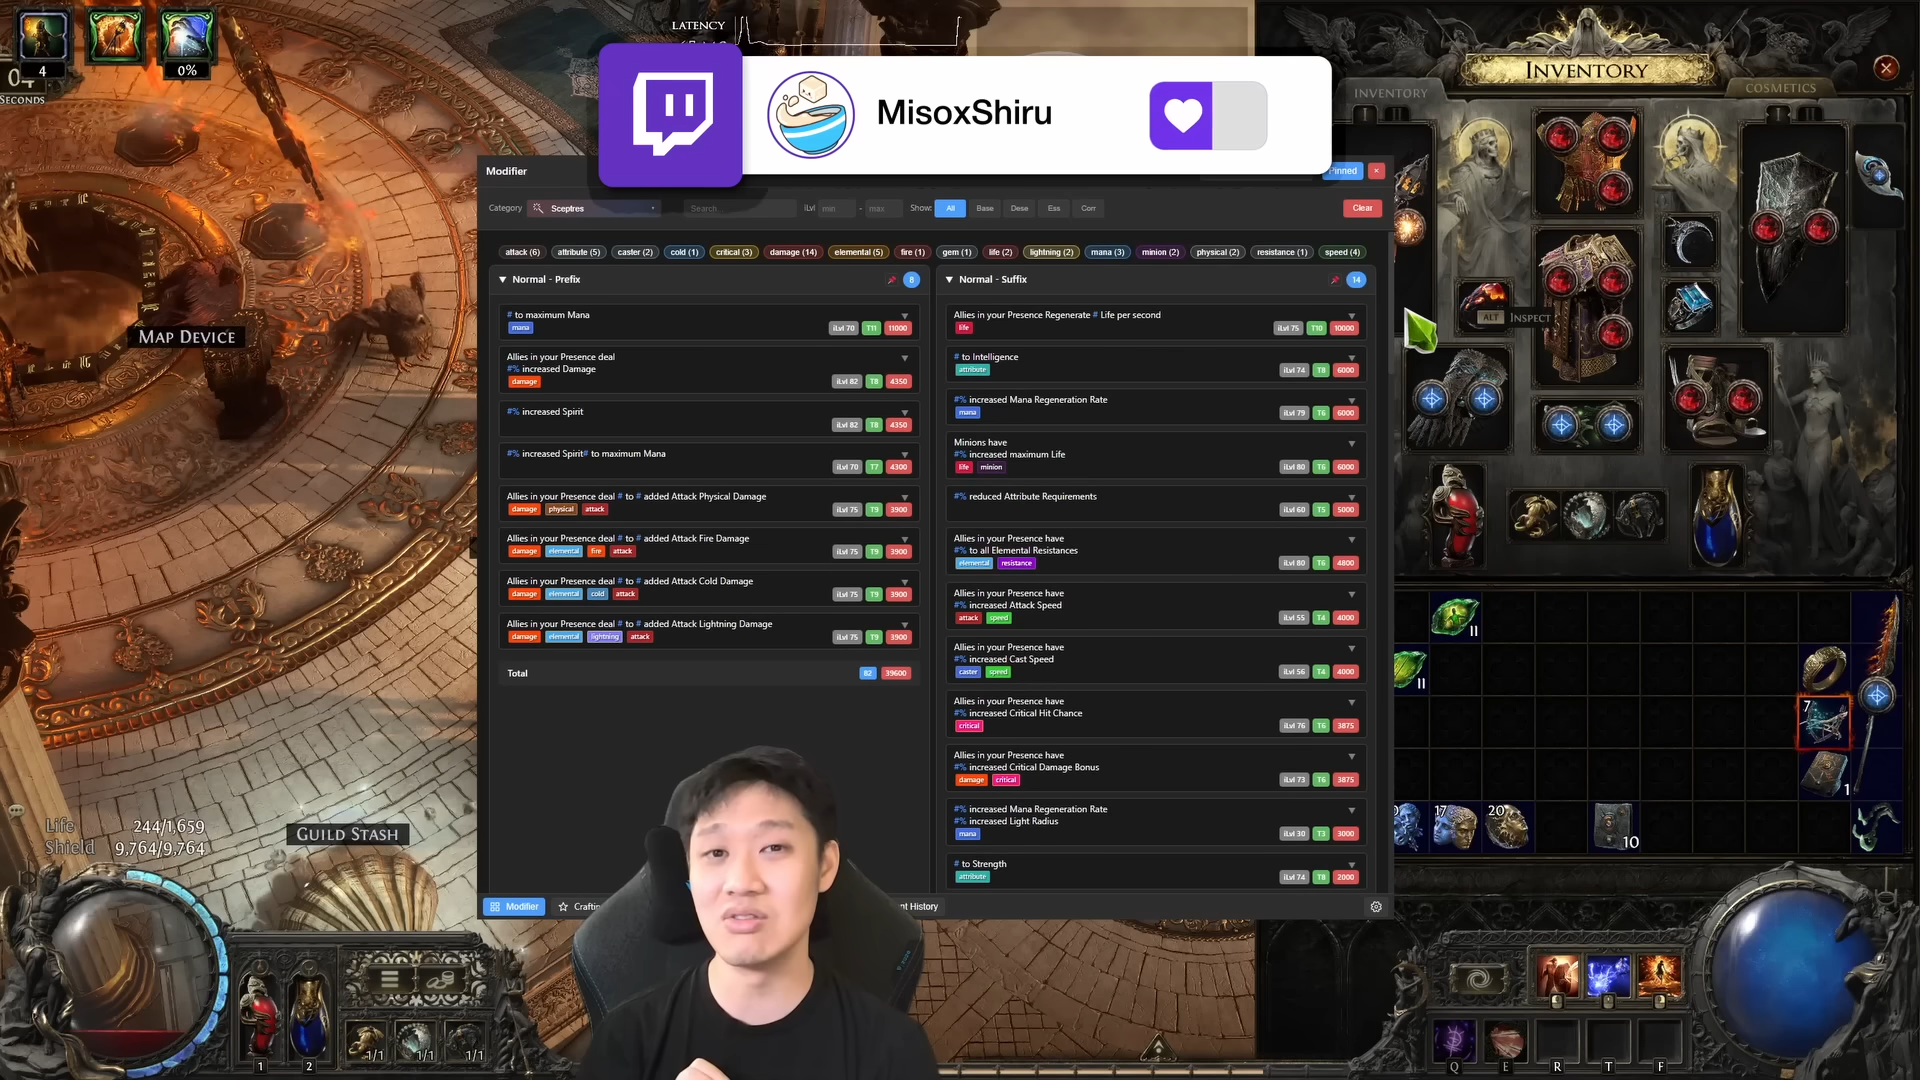 LATENCY
4
0%
SECONDS
MisoxShiru
INVENTORY
INVENTORY
COSMETICS
Modifier
Pinned
Category
Sceptres
Search
iLvl
min
-
max
Show:
All
Base
Dese
Ess
Corr
Clear
attack (6)
attribute (5)
caster (2)
cold (1)
critical (3)
damage (14)
elemental (5)
fire (1)
gem (1)
life (2)
lightning (2)
mana (3)
minion (2)
physical (2)
resistance (1)
speed (4)
Normal - Prefix
8
# to maximum Mana
mana
iLvl 70 T11 11000
Allies in your Presence deal
#% increased Damage
damage
iLvl 82 T8 4350
#% increased Spirit
iLvl 82 T8 4350
#% increased Spirit# to maximum Mana
iLvl 70 T7 4300
Allies in your Presence deal # to # added Attack Physical Damage
damage physical attack
iLvl 75 T9 3900
Allies in your Presence deal # to # added Attack Fire Damage
damage elemental fire attack
iLvl 75 T9 3900
Allies in your Presence deal # to # added Attack Cold Damage
damage elemental cold attack
iLvl 75 T9 3900
Allies in your Presence deal # to # added Attack Lightning Damage
damage elemental lightning attack
iLvl 75 T9 3900
Total
82 39600
Normal - Suffix
14
Allies in your Presence Regenerate # Life per second
life
iLvl 75 T10 10000
# to Intelligence
attribute
iLvl 74 T8 6000
#% increased Mana Regeneration Rate
mana
iLvl 79 T6 6000
Minions have
#% increased maximum Life
life minion
iLvl 80 T6 6000
#% reduced Attribute Requirements
iLvl 60 T5 5000
Allies in your Presence have
#% to all Elemental Resistances
elemental resistance
iLvl 80 T6 4800
Allies in your Presence have
#% increased Attack Speed
attack speed
iLvl 55 T4 4000
Allies in your Presence have
#% increased Cast Speed
caster speed
iLvl 56 T4 4000
Allies in your Presence have
#% increased Critical Hit Chance
critical
iLvl 76 T6 3875
Allies in your Presence have
#% increased Critical Damage Bonus
damage critical
iLvl 73 T6 3875
#% increased Mana Regeneration Rate
#% increased Light Radius
mana
iLvl 30 T3 3000
# to Strength
attribute
iLvl 74 T8 2000
Modifier
nt History
MAP DEVICE
ALT INSPECT
11
11
7
1
17
20
10
Life 244/1,659
Shield 9,764/9,764
GUILD STASH
1
2
1/1
1/1
1/1
Q
E
R
T
F